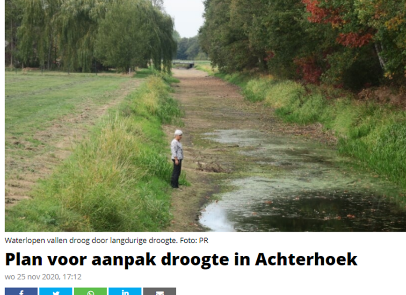 Waterlopen vallen droog door langdurige droogte. Foto: PR
Plan voor aanpak droogte in Achterhoek
wo 25 nov 2020, 17:12